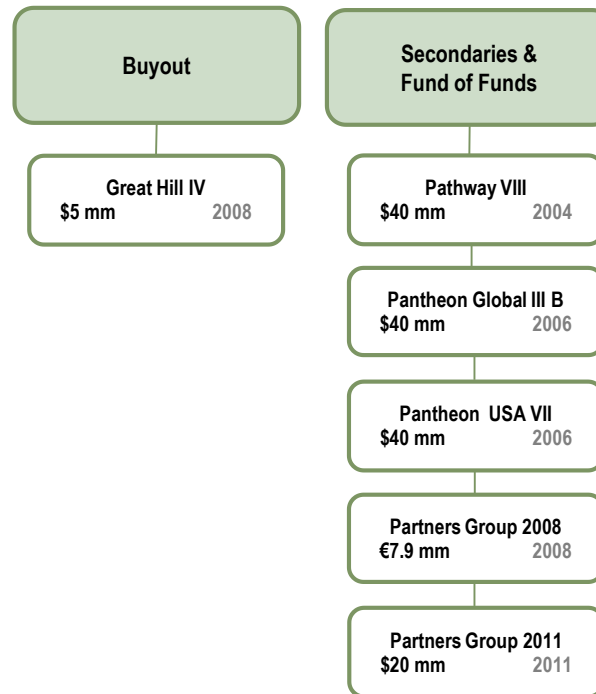 Buyout
Great Hill IV
$5 mm 2008
Secondaries &
Fund of Funds
Pathway VIII
$40 mm 2004
Pantheon Global III B
$40 mm 2006
Pantheon USA VII
$40 mm 2006
Partners Group 2008
€7.9 mm 2008
Partners Group 2011
$20 mm 2011